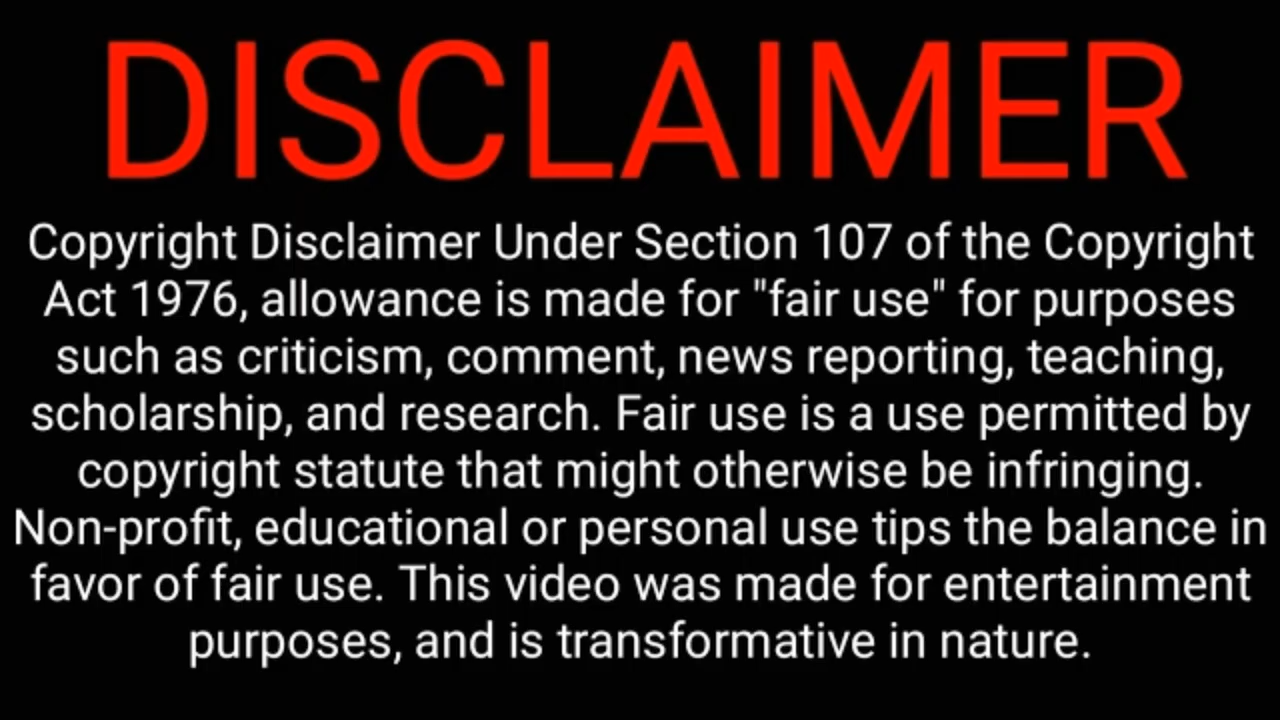 DISCLAIMER
Copyright Disclaimer Under Section 107 of the Copyright
Act 1976, allowance is made for "fair use" for purposes
such as criticism, comment, news reporting, teaching,
scholarship, and research. Fair use is a use permitted by
copyright statute that might otherwise be infringing.
Non-profit, educational or personal use tips the balance in
favor of fair use. This video was made for entertainment
purposes, and is transformative in nature.